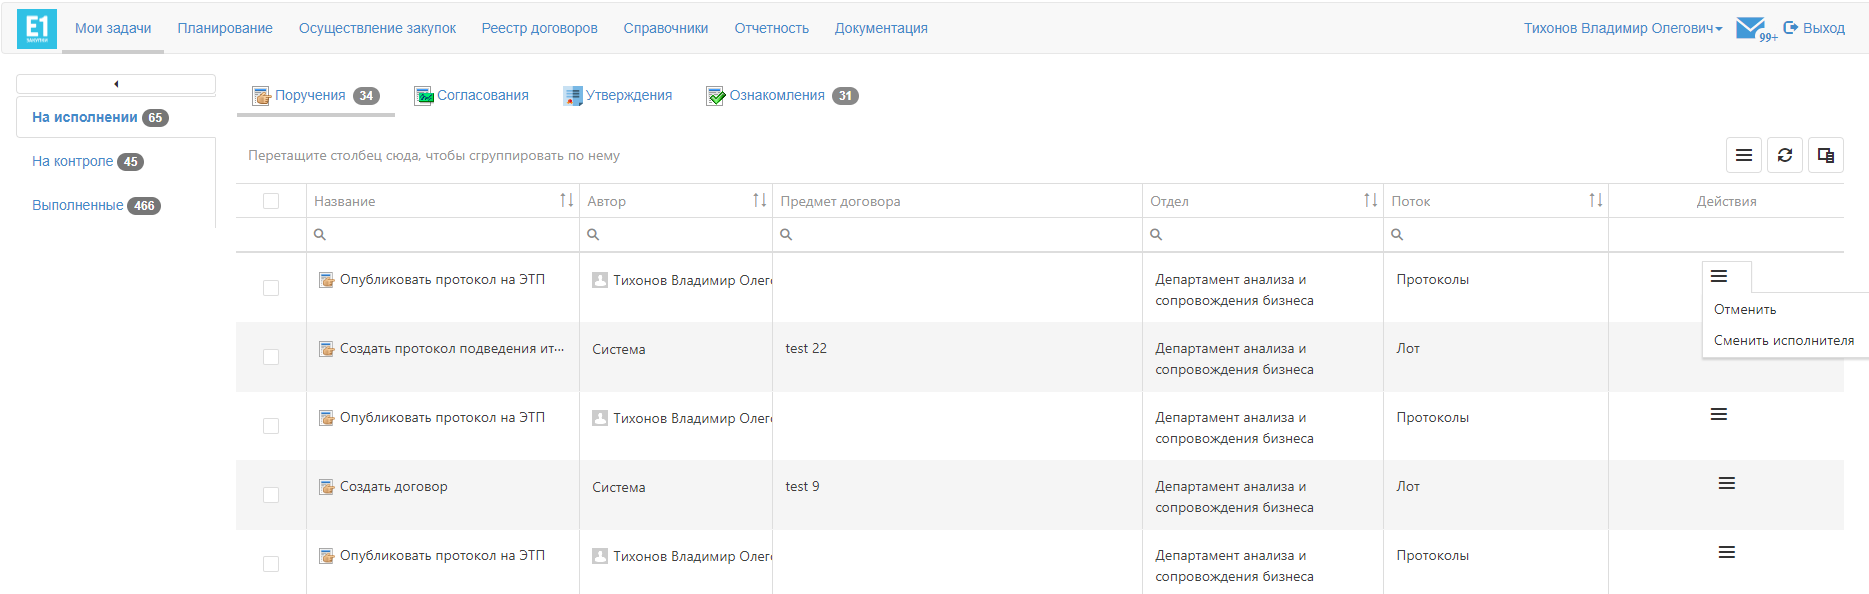 E1
ЗАКУПКИ
Мои задачи
Планирование
Осуществление закупок
Реестр договоров
Справочники
Отчетность
Документация
Тихонов Владимир Олегович
99+
Выход
На исполнении 65
На контроле 45
Выполненные 466
Поручения 34
Согласования
Утверждения
Ознакомления 31
Перетащите столбец сюда, чтобы сгруппировать по нему
Название
Автор
Предмет договора
Отдел
Поток
Действия
Опубликовать протокол на ЭТП
Тихонов Владимир Олег
Департамент анализа и
сопровождения бизнеса
Протоколы
Отменить
Сменить исполнителя
Создать протокол подведения ит...
Система
test 22
Департамент анализа и
сопровождения бизнеса
Лот
Опубликовать протокол на ЭТП
Тихонов Владимир Олег
Департамент анализа и
сопровождения бизнеса
Протоколы
Создать договор
Система
test 9
Департамент анализа и
сопровождения бизнеса
Лот
Опубликовать протокол на ЭТП
Тихонов Владимир Олег
Департамент анализа и
сопровождения бизнеса
Протоколы